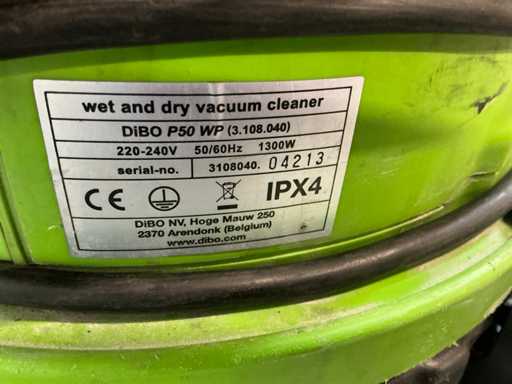 wet and dry vacuum cleaner
DiBO P50 WP (3.108.040)
220-240V 50/60Hz 1300W
serial-no. 3108040. 04213
CE IPX4
DiBO NV, Hoge Mauw 250
2370 Arendonk (Belgium)
www.dibo.com